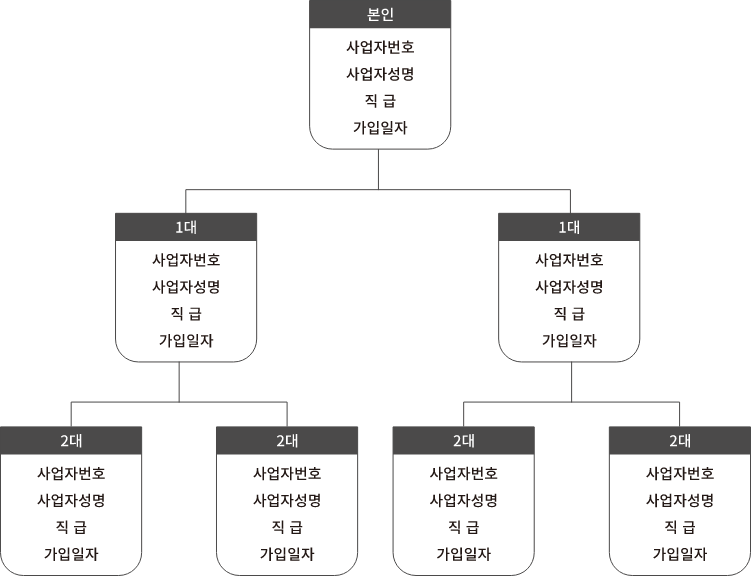 본인
사업자번호
사업자성명
직 급
가입일자
1대
사업자번호
사업자성명
직 급
가입일자
1대
사업자번호
사업자성명
직 급
가입일자
2대
사업자번호
사업자성명
직 급
가입일자
2대
사업자번호
사업자성명
직 급
가입일자
2대
사업자번호
사업자성명
직 급
가입일자
2대
사업자번호
사업자성명
직 급
가입일자